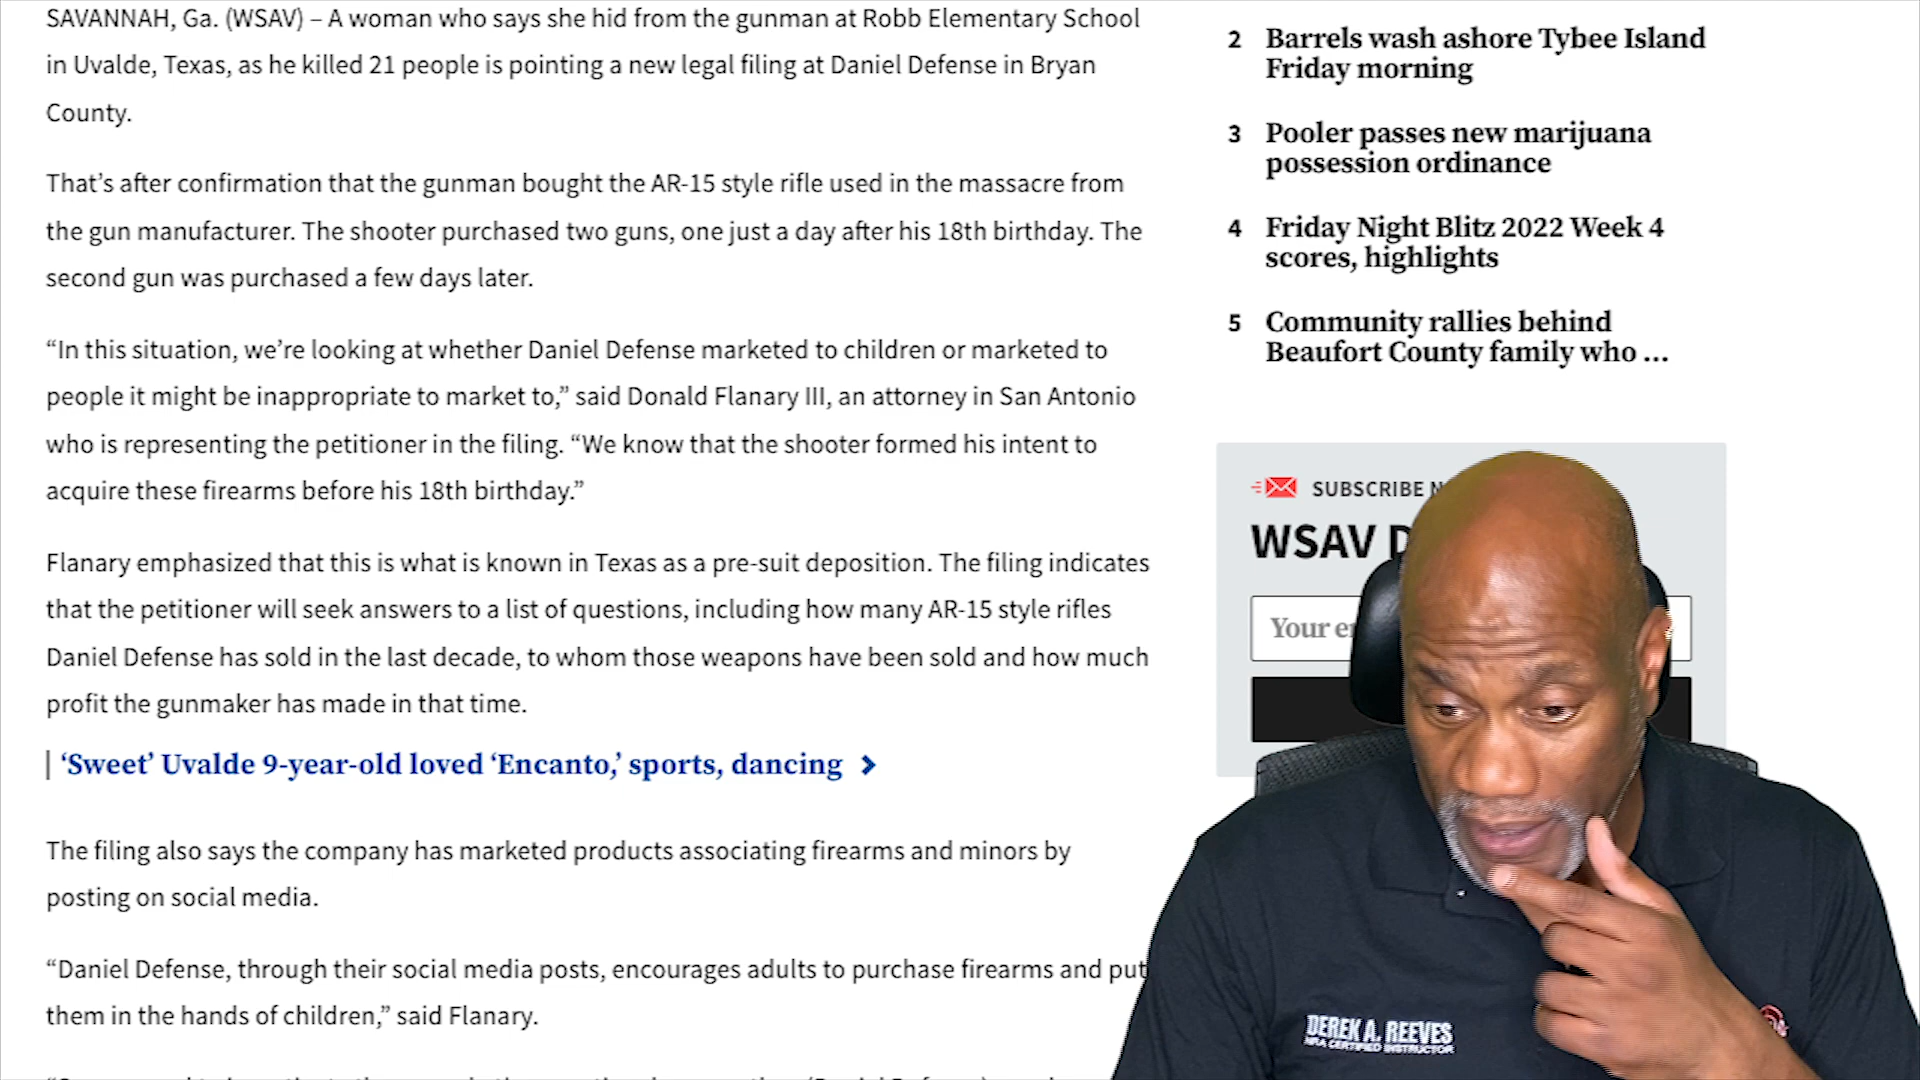 SAVANNAH, Ga. (WSAV) – A woman who says she hid from the gunman at Robb Elementary School
in Uvalde, Texas, as he killed 21 people is pointing a new legal filing at Daniel Defense in Bryan
County.
That’s after confirmation that the gunman bought the AR-15 style rifle used in the massacre from
the gun manufacturer. The shooter purchased two guns, one just a day after his 18th birthday. The
second gun was purchased a few days later.
“In this situation, we’re looking at whether Daniel Defense marketed to children or marketed to
people it might be inappropriate to market to,” said Donald Flanary III, an attorney in San Antonio
who is representing the petitioner in the filing. “We know that the shooter formed his intent to
acquire these firearms before his 18th birthday.”
Flanary emphasized that this is what is known in Texas as a pre-suit deposition. The filing indicates
that the petitioner will seek answers to a list of questions, including how many AR-15 style rifles
Daniel Defense has sold in the last decade, to whom those weapons have been sold and how much
profit the gunmaker has made in that time.
‘Sweet’ Uvalde 9-year-old loved ‘Encanto,’ sports, dancing
The filing also says the company has marketed products associating firearms and minors by
posting on social media.
“Daniel Defense, through their social media posts, encourages adults to purchase firearms and put
them in the hands of children,” said Flanary.
2 Barrels wash ashore Tybee Island
Friday morning
3 Pooler passes new marijuana
possession ordinance
4 Friday Night Blitz 2022 Week 4
scores, highlights
5 Community rallies behind
Beaufort County family who ...
SUBSCRIBE
WSAV
Your
DEREK A. REEVES
NRA CERTIFIED INSTRUCTOR